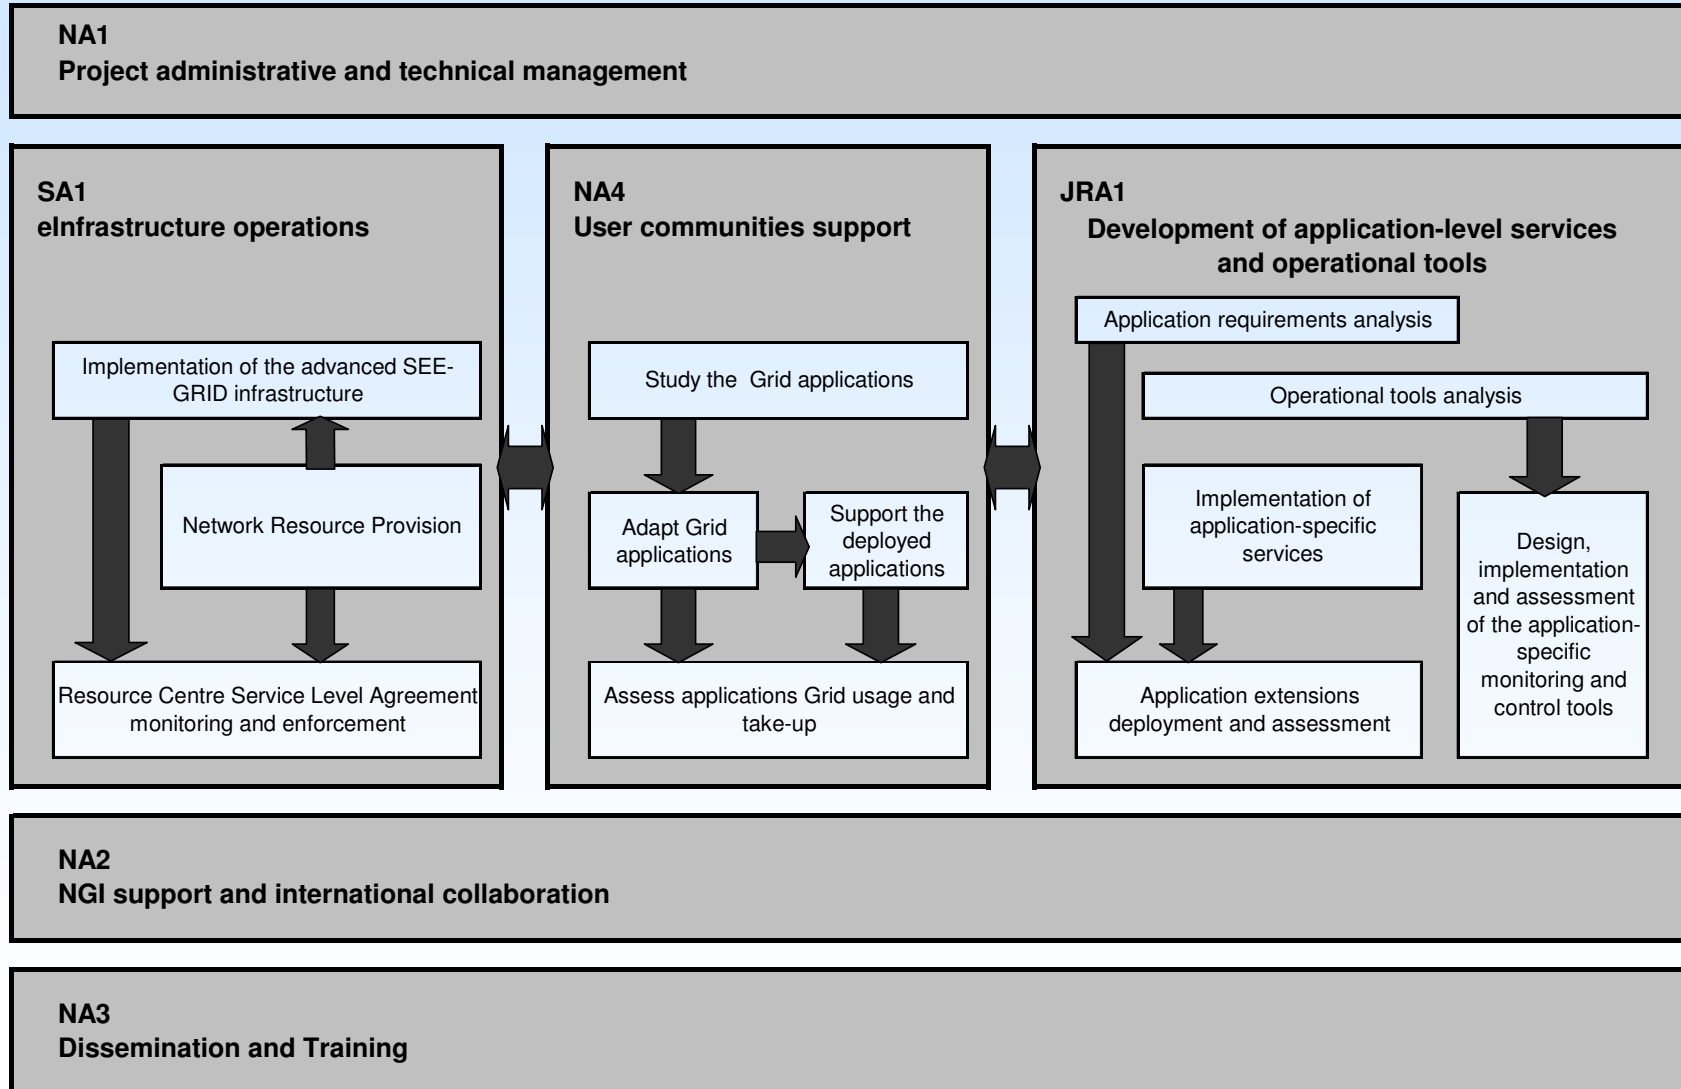 NA1
Project administrative and technical management
SA1
eInfrastructure operations
Implementation of the advanced SEE-
GRID infrastructure
Network Resource Provision
Resource Centre Service Level Agreement
monitoring and enforcement
NA4
User communities support
Study the Grid applications
Adapt Grid
applications
Support the
deployed
applications
Assess applications Grid usage and
take-up
JRA1
Development of application-level services
and operational tools
Application requirements analysis
Operational tools analysis
Implementation of
application-specific
services
Application extensions
deployment and assessment
Design,
implementation
and assessment
of the application-
specific
monitoring and
control tools
NA2
NGI support and international collaboration
NA3
Dissemination and Training